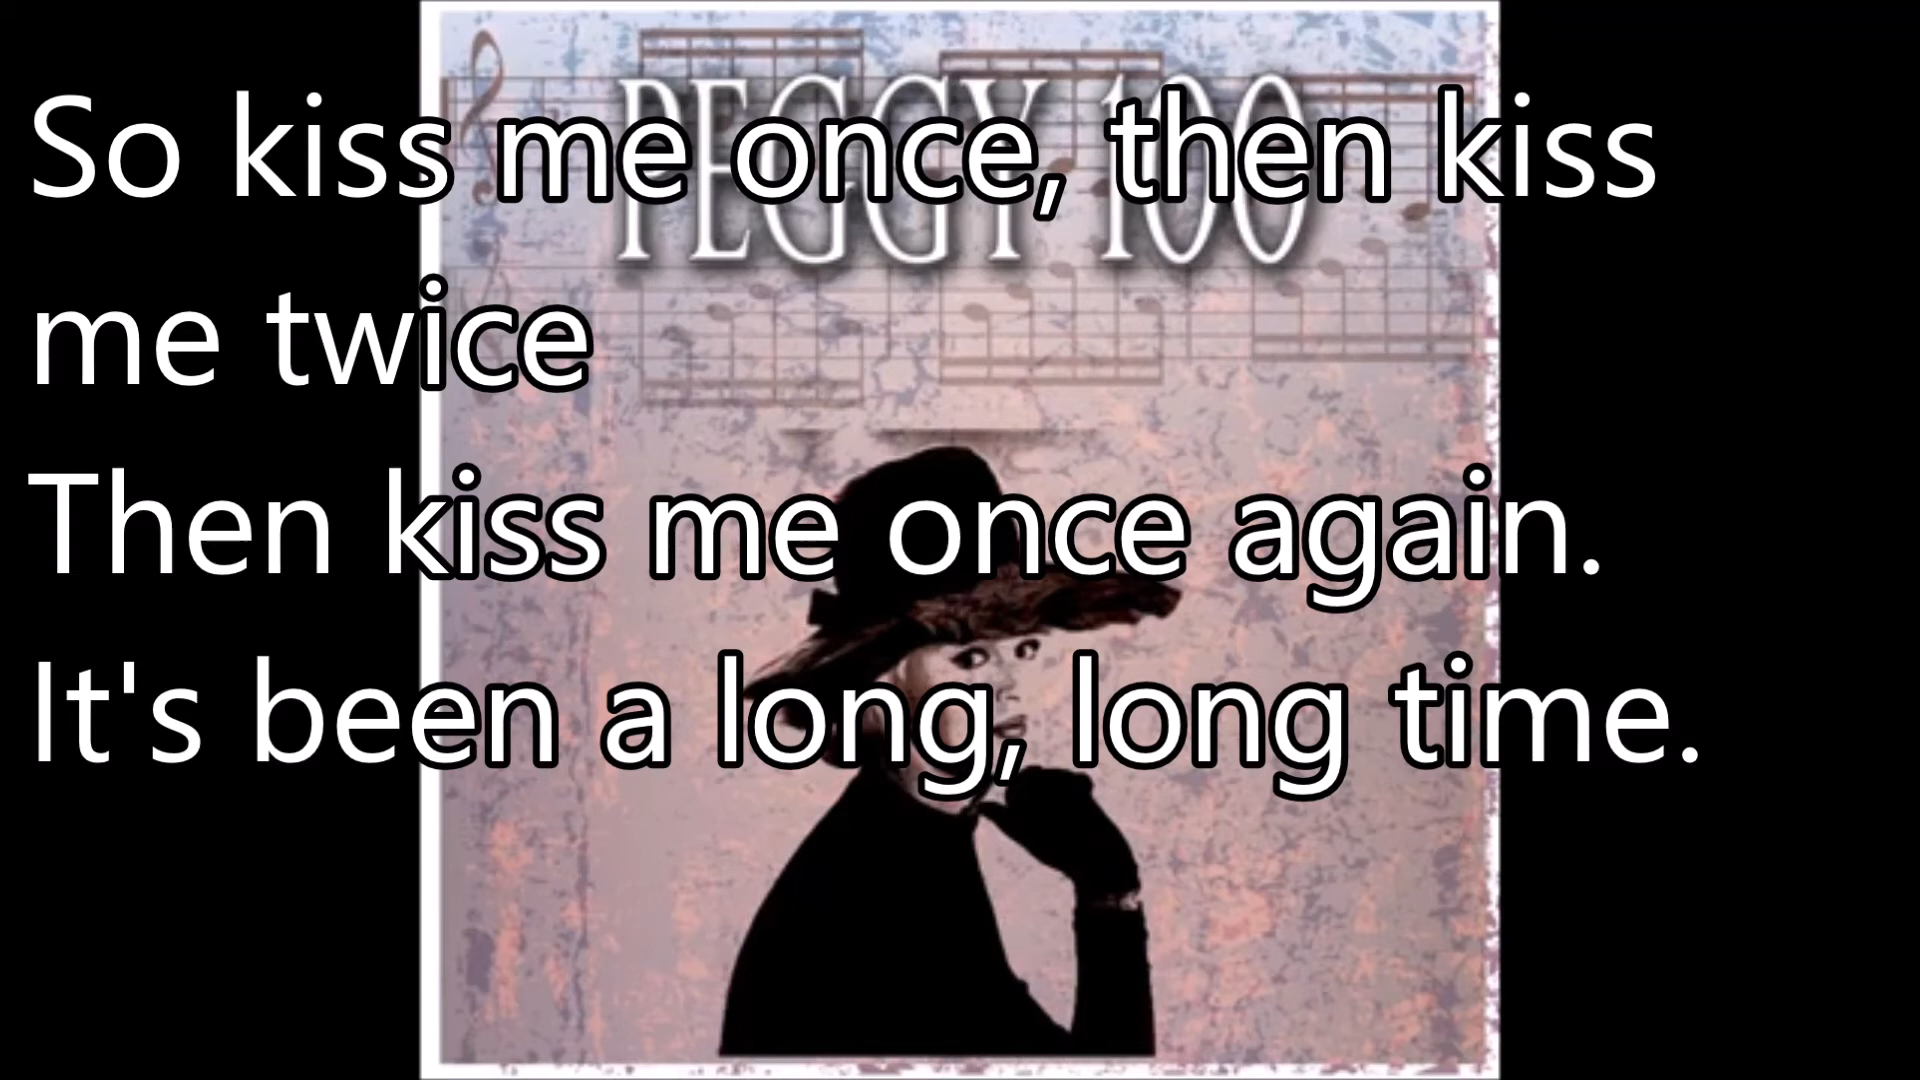 PEGGY 100
So kiss me once, then kiss
me twice
Then kiss me once again.
It's been a long, long time.